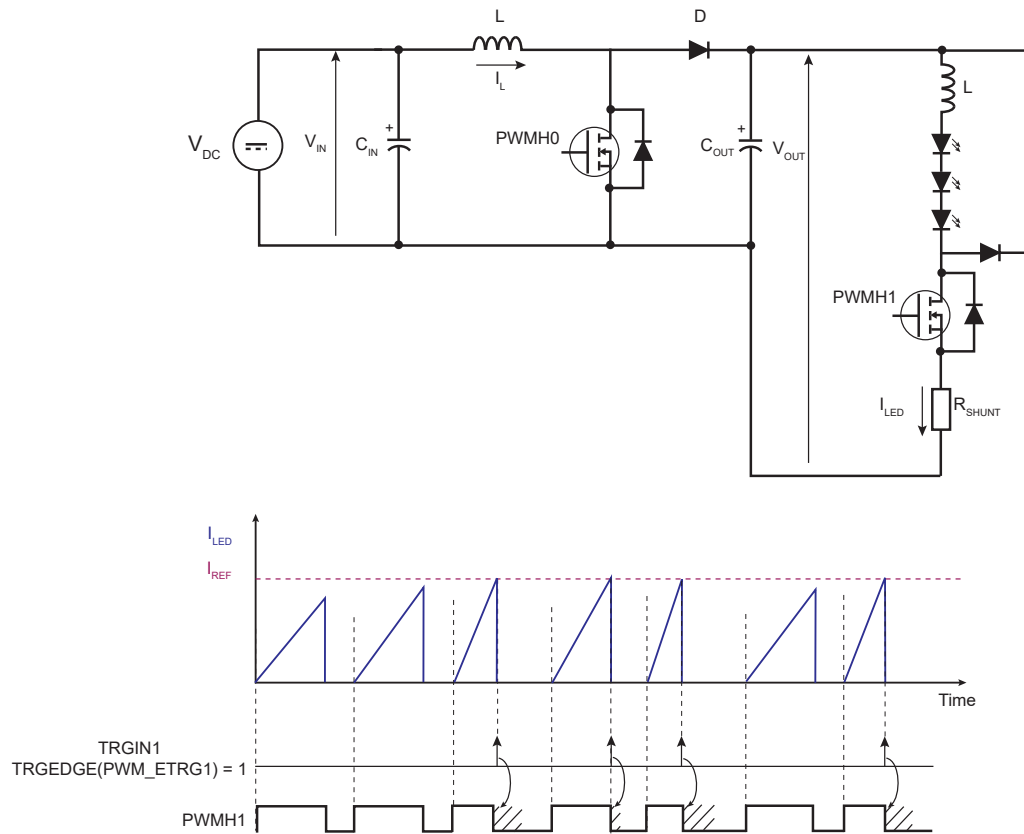 L
D
I_L
L
V_DC
V_IN
+
C_IN
PWMH0
+
C_OUT
V_OUT
PWMH1
I_LED
R_SHUNT
I_LED
I_REF
Time
TRGIN1
TRGEDGE(PWM_ETRG1) = 1
PWMH1